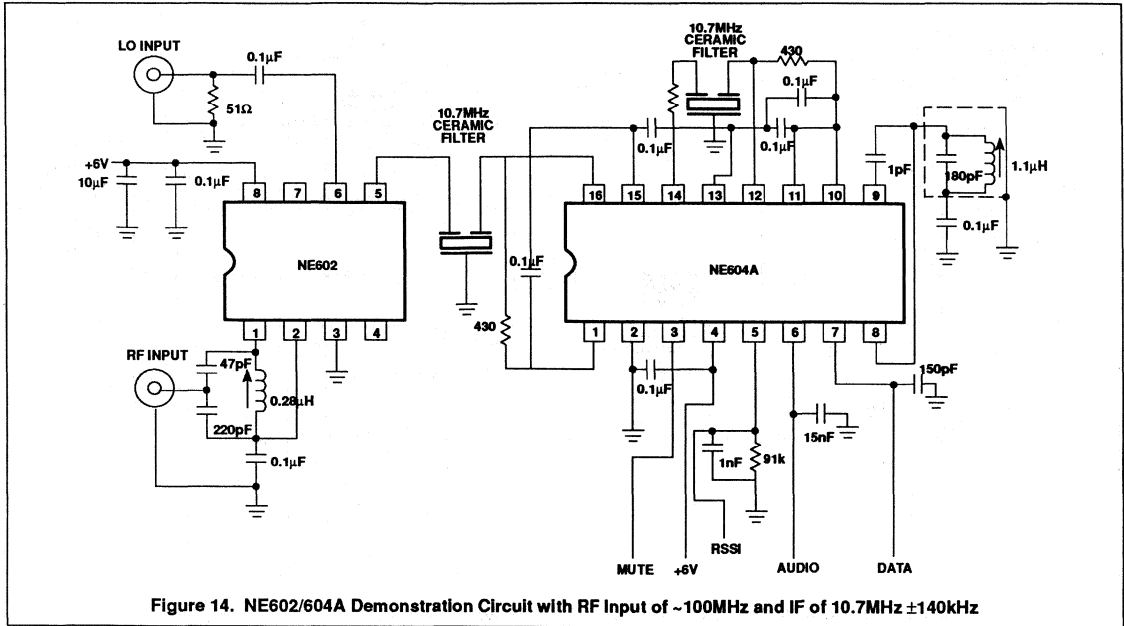 10.7MHz
CERAMIC
FILTER
430
LO INPUT
0.1µF
51Ω
0.1µF
10.7MHz
CERAMIC
FILTER
0.1µF
0.1µF
+6V
10µF
0.1µF
1pF
180pF
1.1µH
8 7 6 5
16 15 14 13 12 11 10 9
0.1µF
NE602
0.1µF
NE604A
430
1 2 3 4
1 2 3 4 5 6 7 8
RF INPUT
47pF
0.28µH
220pF
0.1µF
0.1µF
150pF
15nF
1nF
91k
RSSI
MUTE
+6V
AUDIO
DATA
Figure 14. NE602/604A Demonstration Circuit with RF Input of ~100MHz and IF of 10.7MHz ±140kHz